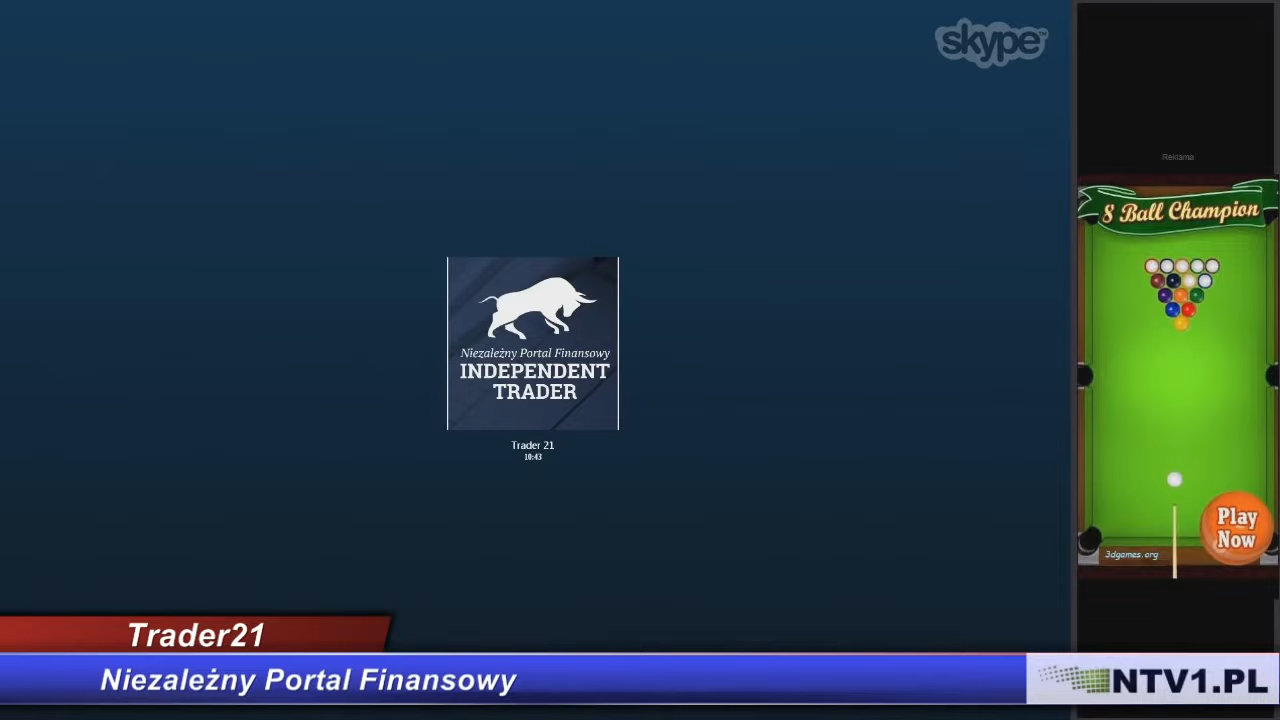 skype™
Reklama
8 Ball Champion
Niezależny Portal Finansowy
INDEPENDENT
TRADER
Trader 21
10:43
Play
Now
3dgames.org
Trader21
Niezależny Portal Finansowy
NTV1.PL